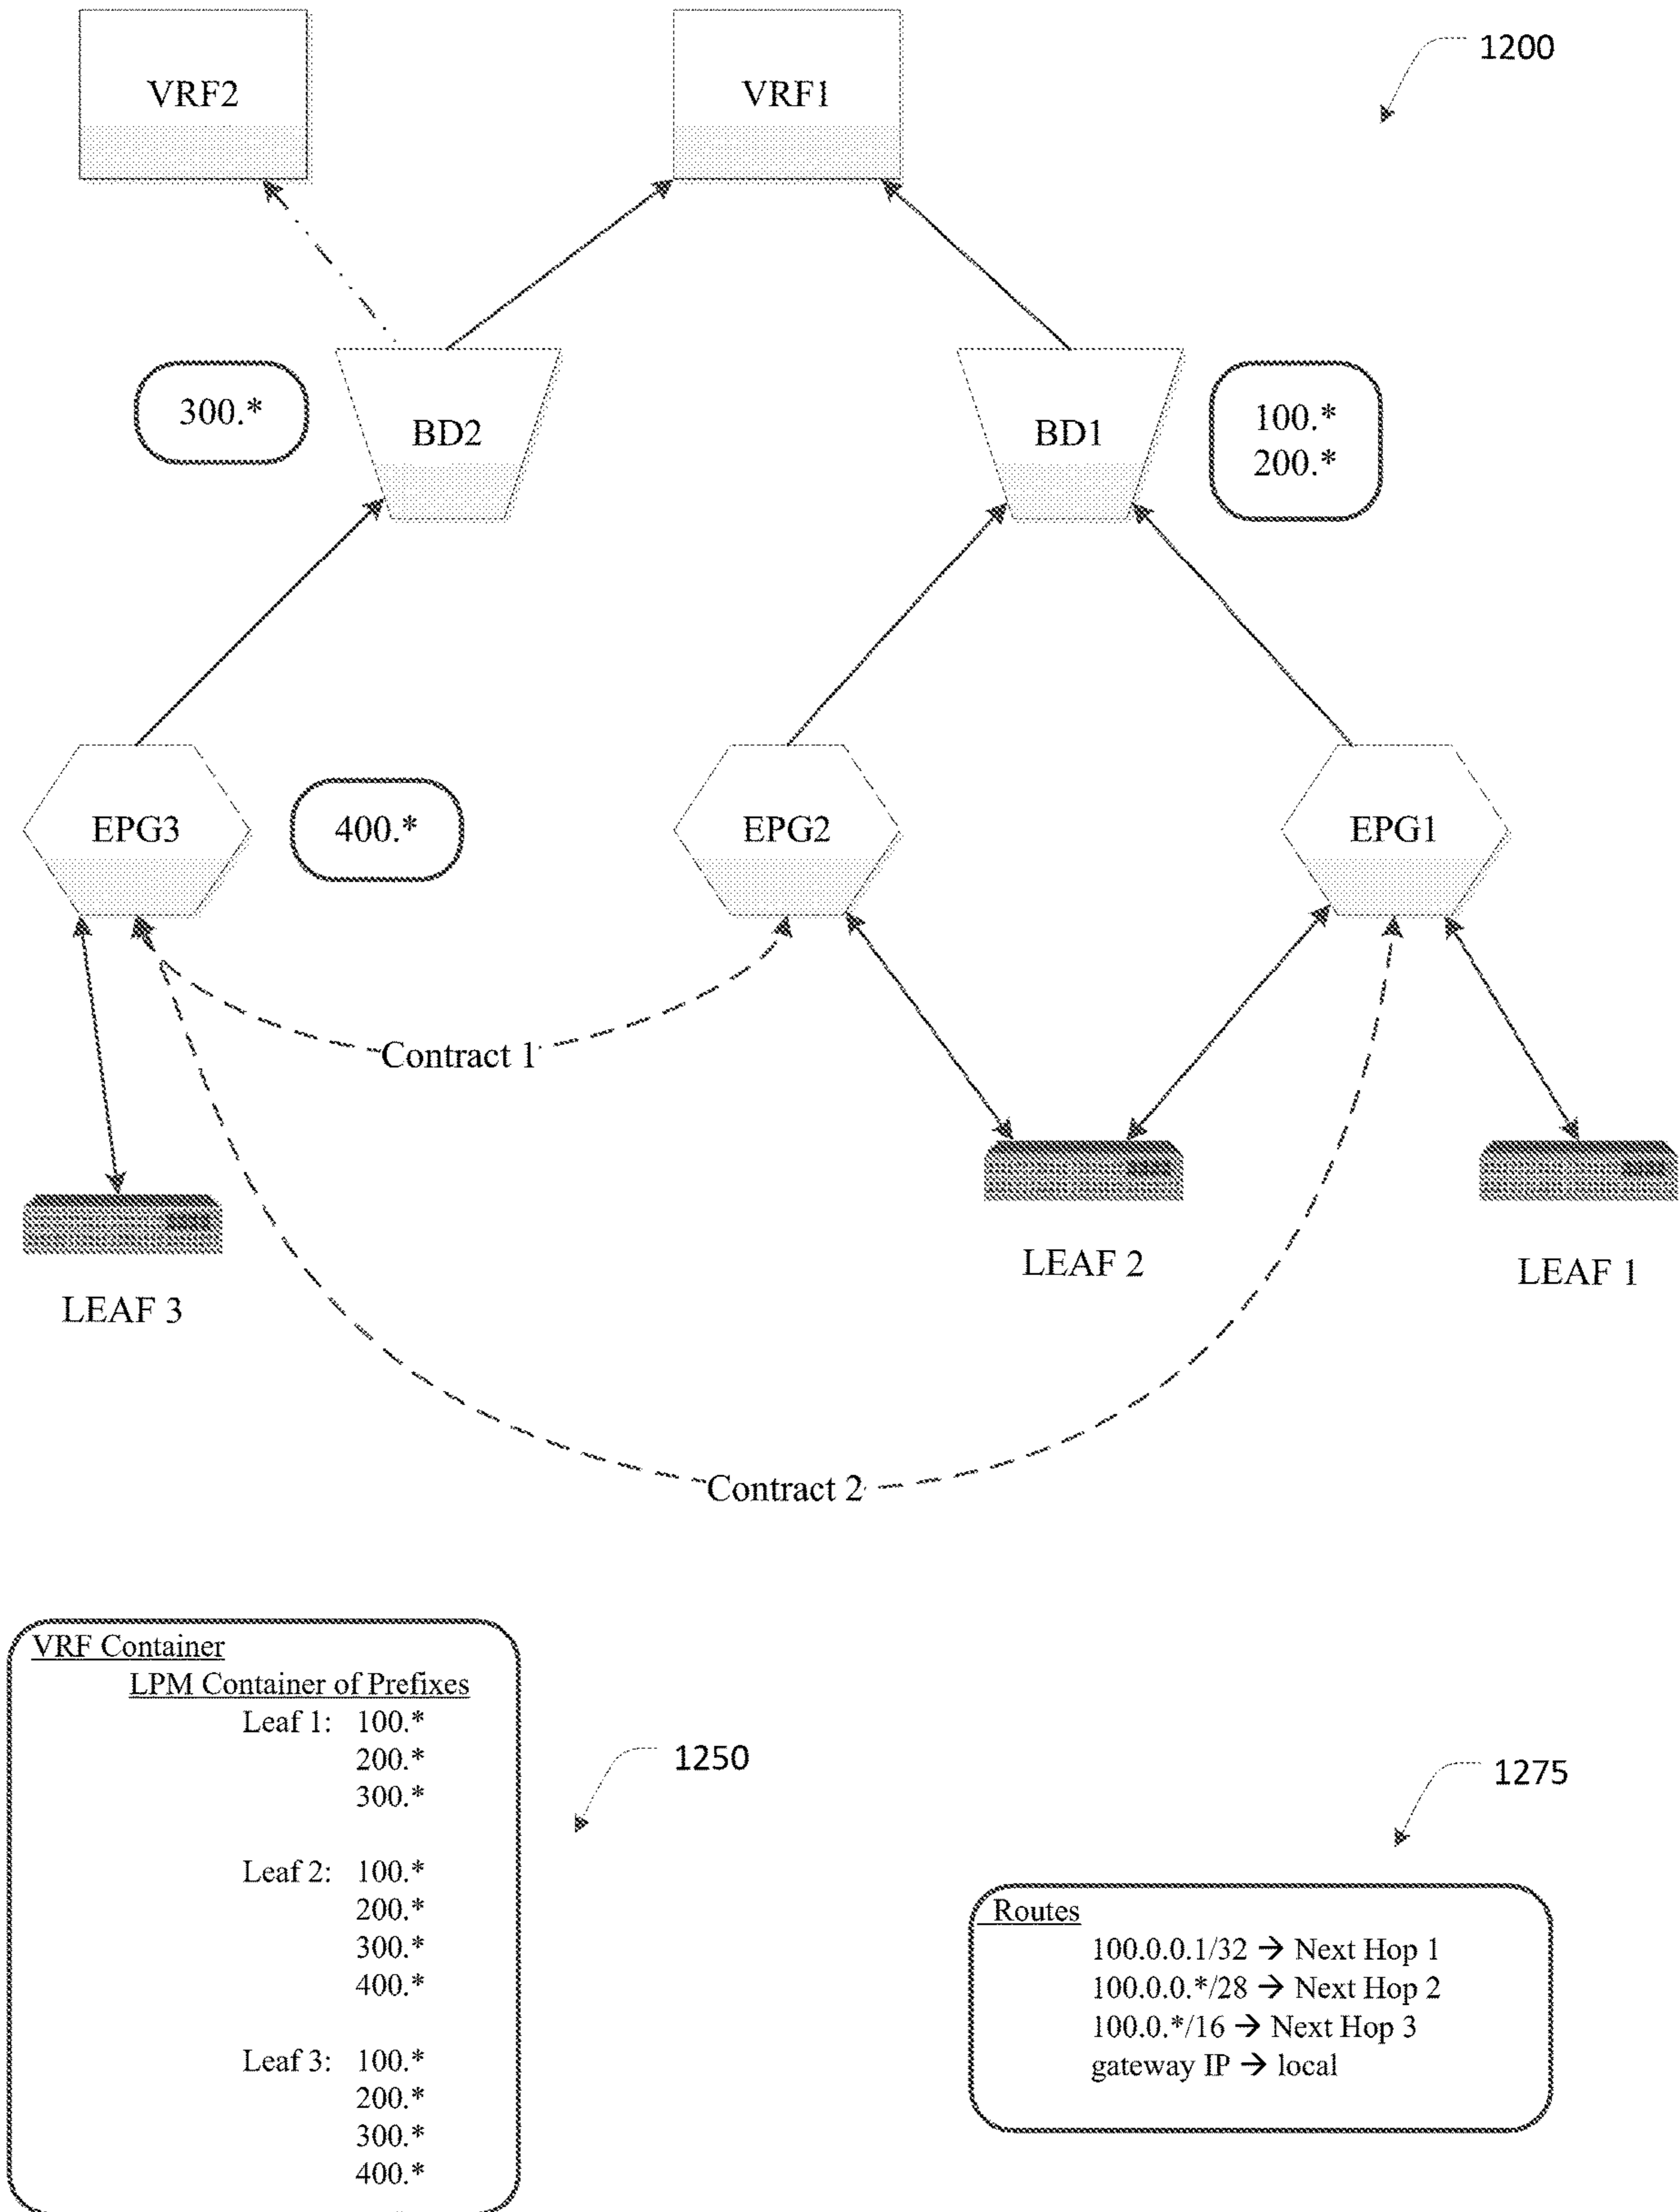 1200
VRF2
VRF1
300.*
BD2
BD1
100.*
200.*
EPG3
400.*
EPG2
EPG1
Contract 1
LEAF 3
LEAF 2
LEAF 1
Contract 2
VRF Container
LPM Container of Prefixes
Leaf 1: 100.*
200.*
300.*
Leaf 2: 100.*
200.*
300.*
400.*
Leaf 3: 100.*
200.*
300.*
400.*
1250
1275
Routes
100.0.0.1/32 → Next Hop 1
100.0.0.*/28 → Next Hop 2
100.0.*/16 → Next Hop 3
gateway IP → local